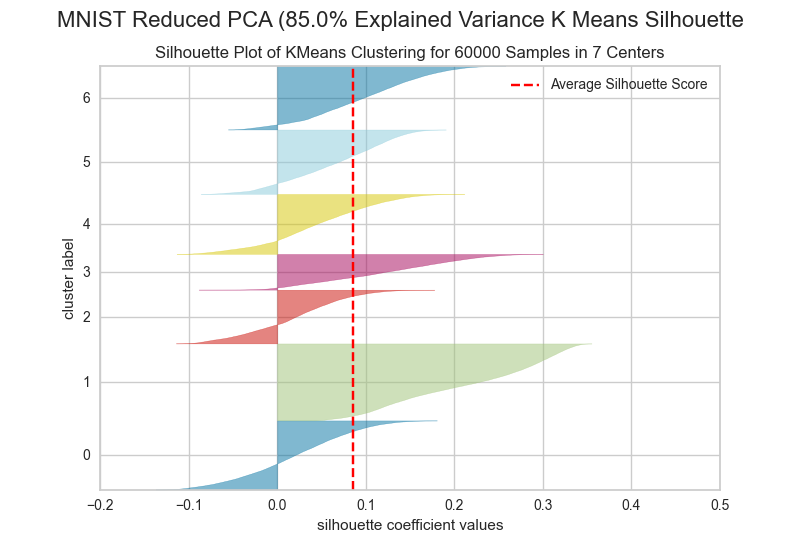 MNIST Reduced PCA (85.0% Explained Variance K Means Silhouette
Silhouette Plot of KMeans Clustering for 60000 Samples in 7 Centers
Average Silhouette Score
cluster label
6
5
4
3
2
1
0
−0.2 −0.1 0.0 0.1 0.2 0.3 0.4 0.5
silhouette coefficient values